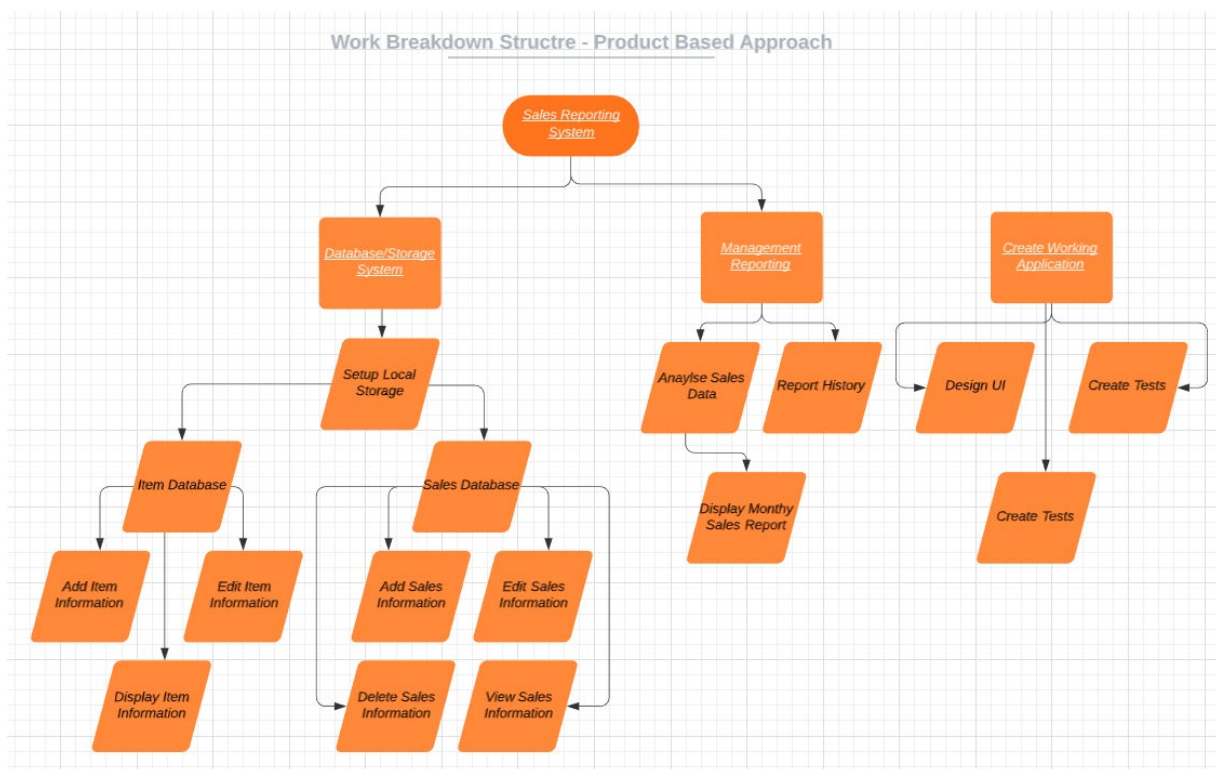 Work Breakdown Structre - Product Based Approach
Sales Reporting
System
Database/Storage
System
Management
Reporting
Create Working
Application
Setup Local
Storage
Anaylse Sales
Data
Report History
Design UI
Create Tests
Item Database
Sales Database
Display Monthy
Sales Report
Create Tests
Add Item
Information
Edit Item
Information
Add Sales
Information
Edit Sales
Information
Display Item
Information
Delete Sales
Information
View Sales
Information